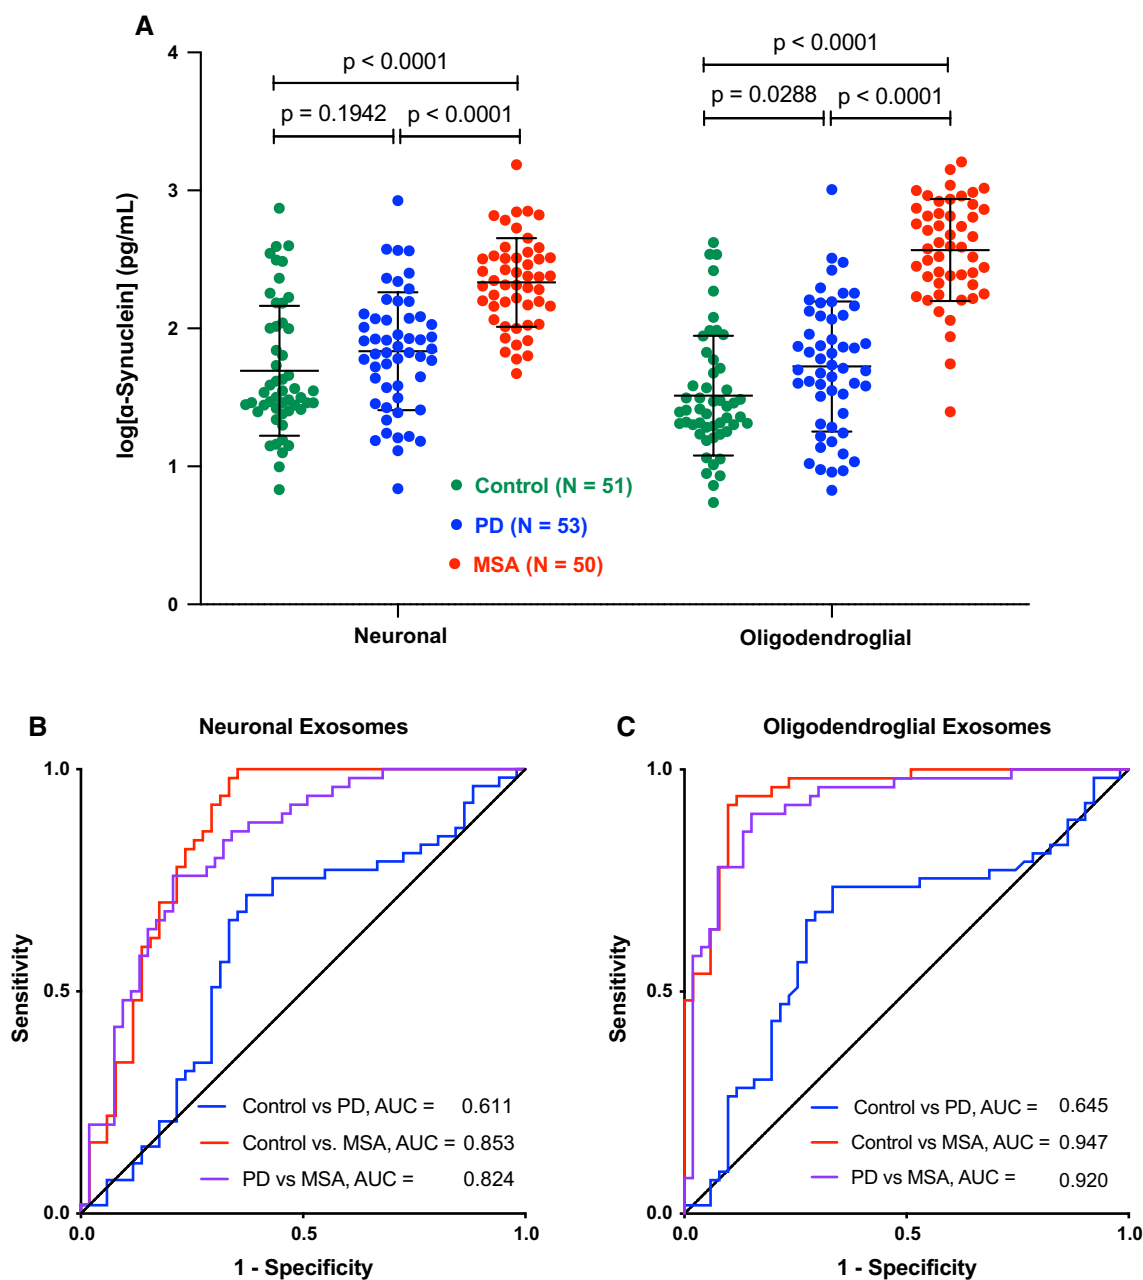 A
p < 0.0001
p < 0.0001
p = 0.1942
p < 0.0001
p = 0.0288
p < 0.0001
log[α-Synuclein] (pg/mL)
4
3
2
1
0
Control (N = 51)
PD (N = 53)
MSA (N = 50)
Neuronal
Oligodendroglial
B
Neuronal Exosomes
Sensitivity
1.0
0.5
0.0
Control vs PD, AUC = 0.611
Control vs. MSA, AUC = 0.853
PD vs MSA, AUC = 0.824
0.0
0.5
1.0
1 - Specificity
C
Oligodendroglial Exosomes
Sensitivity
1.0
0.5
0.0
Control vs PD, AUC = 0.645
Control vs MSA, AUC = 0.947
PD vs MSA, AUC = 0.920
0.0
0.5
1.0
1 - Specificity